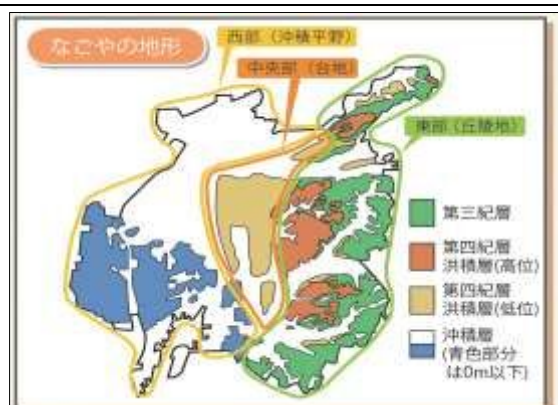 なごやの地形
西部（沖積平野）
中央部（台地）
東部（丘陵地）
第三紀層
第四紀層
洪積層(高位)
第四紀層
洪積層(低位)
沖積層
(青色部分
は0m以下)